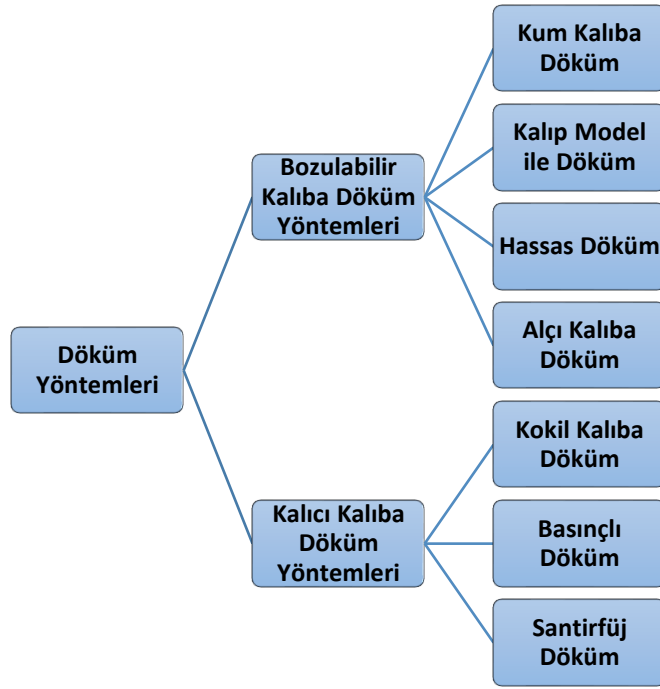 Döküm
Yöntemleri
Bozulabilir
Kalıba Döküm
Yöntemleri
Kum Kalıba
Döküm
Kalıp Model
ile Döküm
Hassas Döküm
Alçı Kalıba
Döküm
Kalıcı Kalıba
Döküm
Yöntemleri
Kokil Kalıba
Döküm
Basınçlı
Döküm
Santirfüj
Döküm